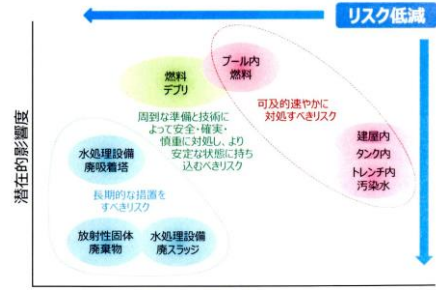 リスク低減
潜在的影響度
プール内
燃料
燃料
デブリ
可及的速やかに
対処すべきリスク
周到な準備と技術に
よって安全・確実・
慎重に対処し、より
安定な状態に持ち
込むべきリスク
建屋内
タンク内
トレンチ内
汚染水
水処理設備
廃吸着塔
長期的な措置を
すべきリスク
放射性固体
廃棄物
水処理設備
廃スラッジ